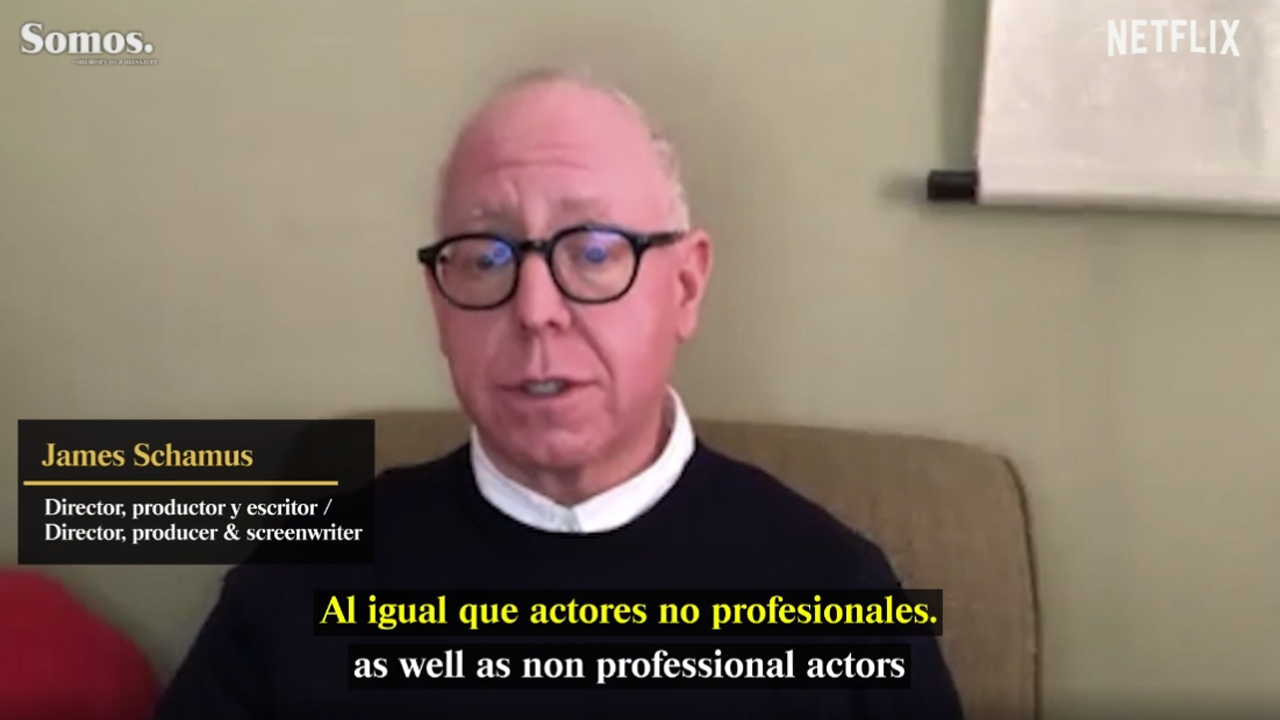 Somos.
NETFLIX
James Schamus
Director, productor y escritor /
Director, producer & screenwriter
Al igual que actores no profesionales.
as well as non professional actors